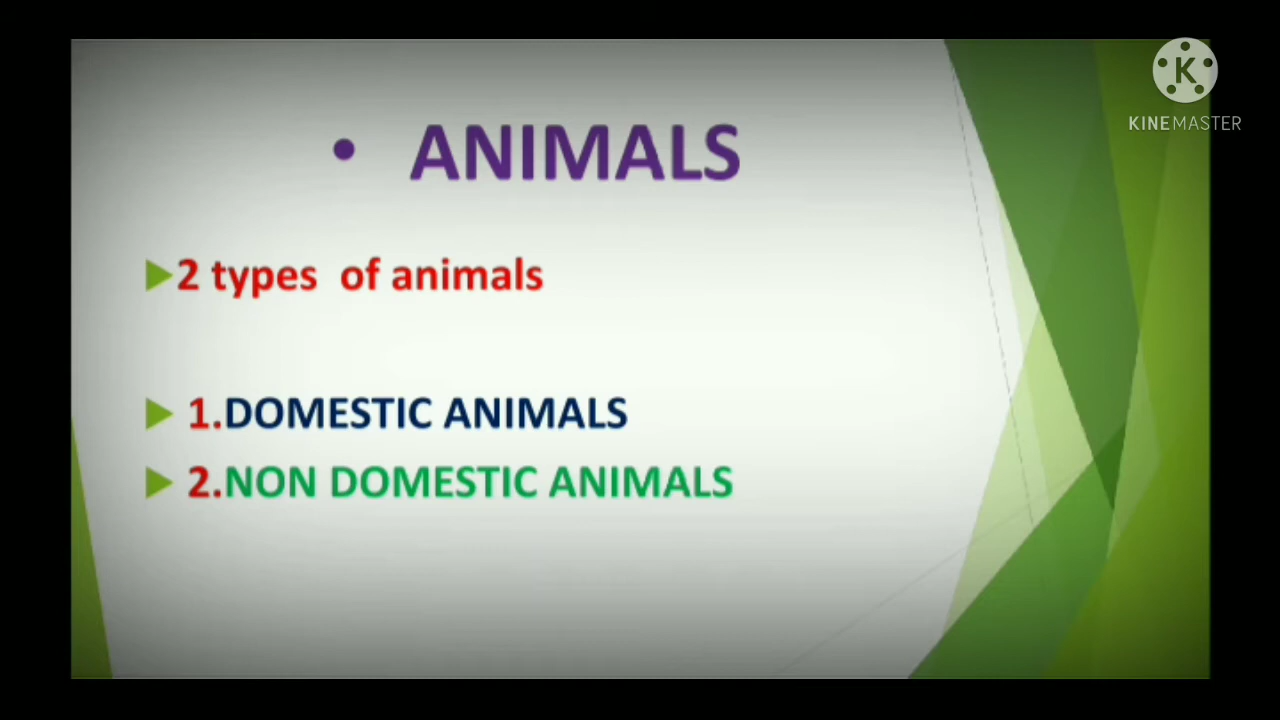 • ANIMALS
2 types of animals
1.DOMESTIC ANIMALS
2.NON DOMESTIC ANIMALS
K
KINEMASTER